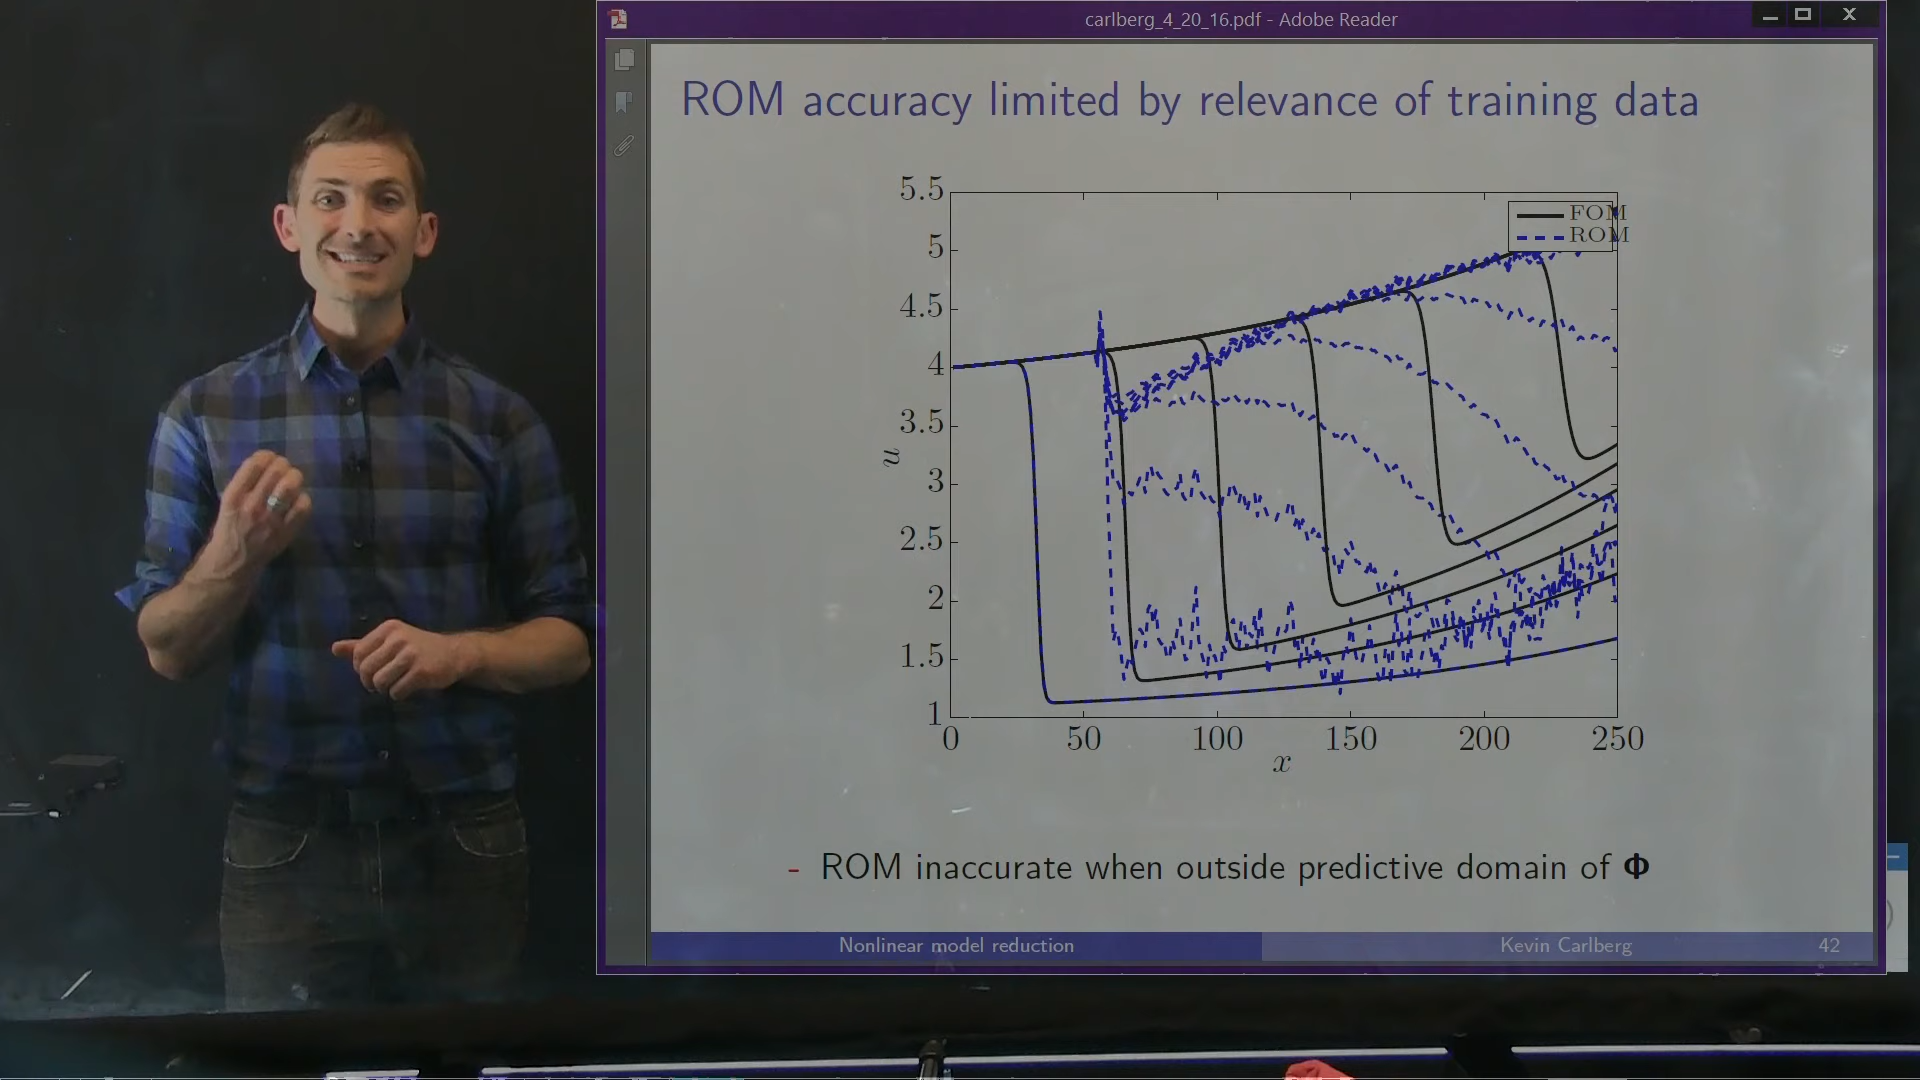 carlberg_4_20_16.pdf - Adobe Reader
ROM accuracy limited by relevance of training data
5.5
5
4.5
4
3.5
3
2.5
2
1.5
1
u
FOM
ROM
0 50 100 150 200 250
x
- ROM inaccurate when outside predictive domain of Φ
Nonlinear model reduction Kevin Carlberg 42